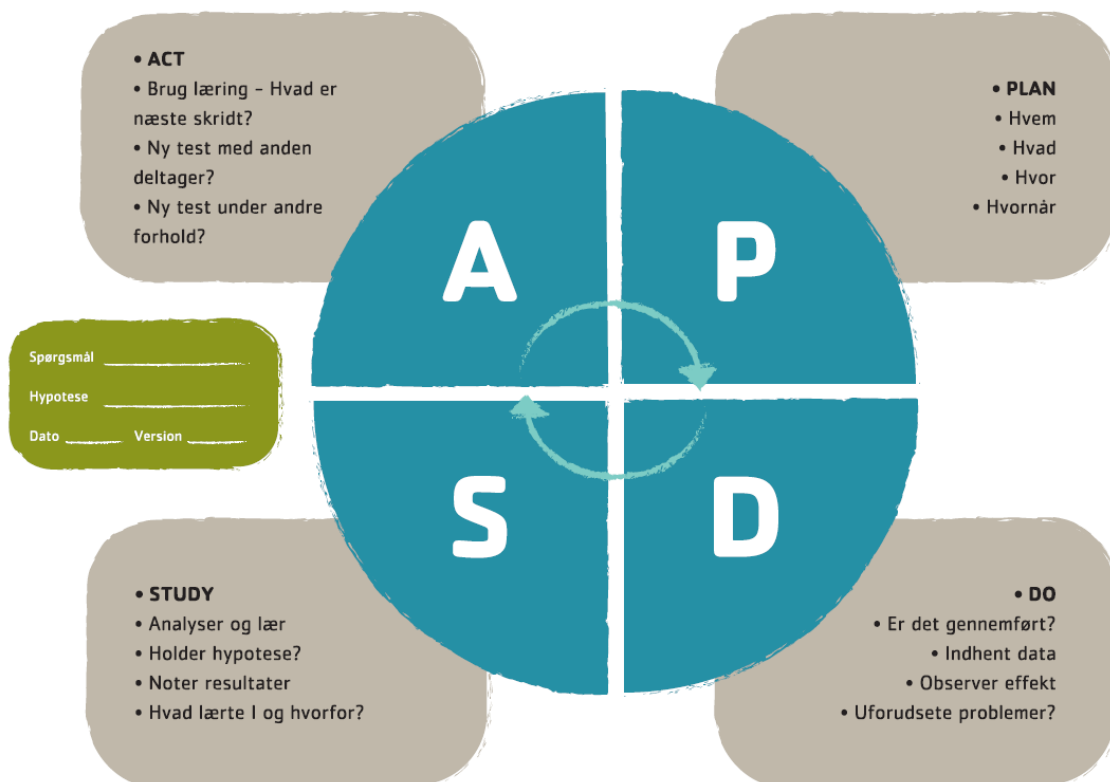 • ACT
• Brug læring – Hvad er
næste skridt?
• Ny test med anden
deltager?
• Ny test under andre
forhold?
• PLAN
• Hvem
• Hvad
• Hvor
• Hvornår
A
P
Spørgsmål
Hypotese
Dato Version
S
D
• STUDY
• Analyser og lær
• Holder hypotese?
• Noter resultater
• Hvad lærte I og hvorfor?
• DO
• Er det gennemført?
• Indhent data
• Observer effekt
• Uforudsete problemer?